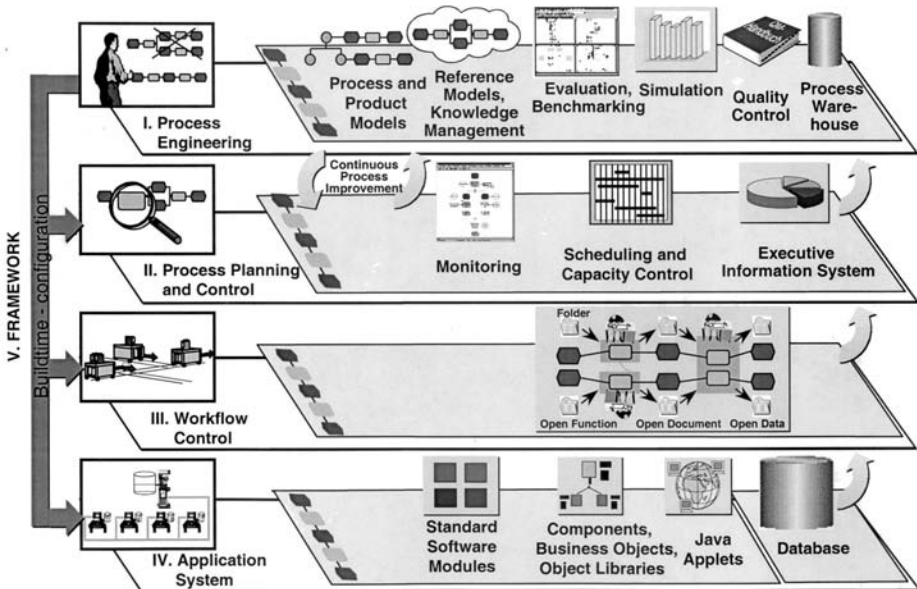 V. FRAMEWORK
Buildtime - configuration
I. Process
Engineering
Process and
Product
Models
Reference
Models,
Knowledge
Management
Evaluation,
Benchmarking
Simulation
QM-
Handbuch
Quality
Control
Process
Ware-
house
II. Process Planning
and Control
Continuous
Process
Improvement
Monitoring
Scheduling and
Capacity Control
Executive
Information System
III. Workflow
Control
Folder
Open Function
Open Document
Open Data
IV. Application
System
Standard
Software
Modules
Components,
Business Objects,
Object Libraries
Java
Applets
Database